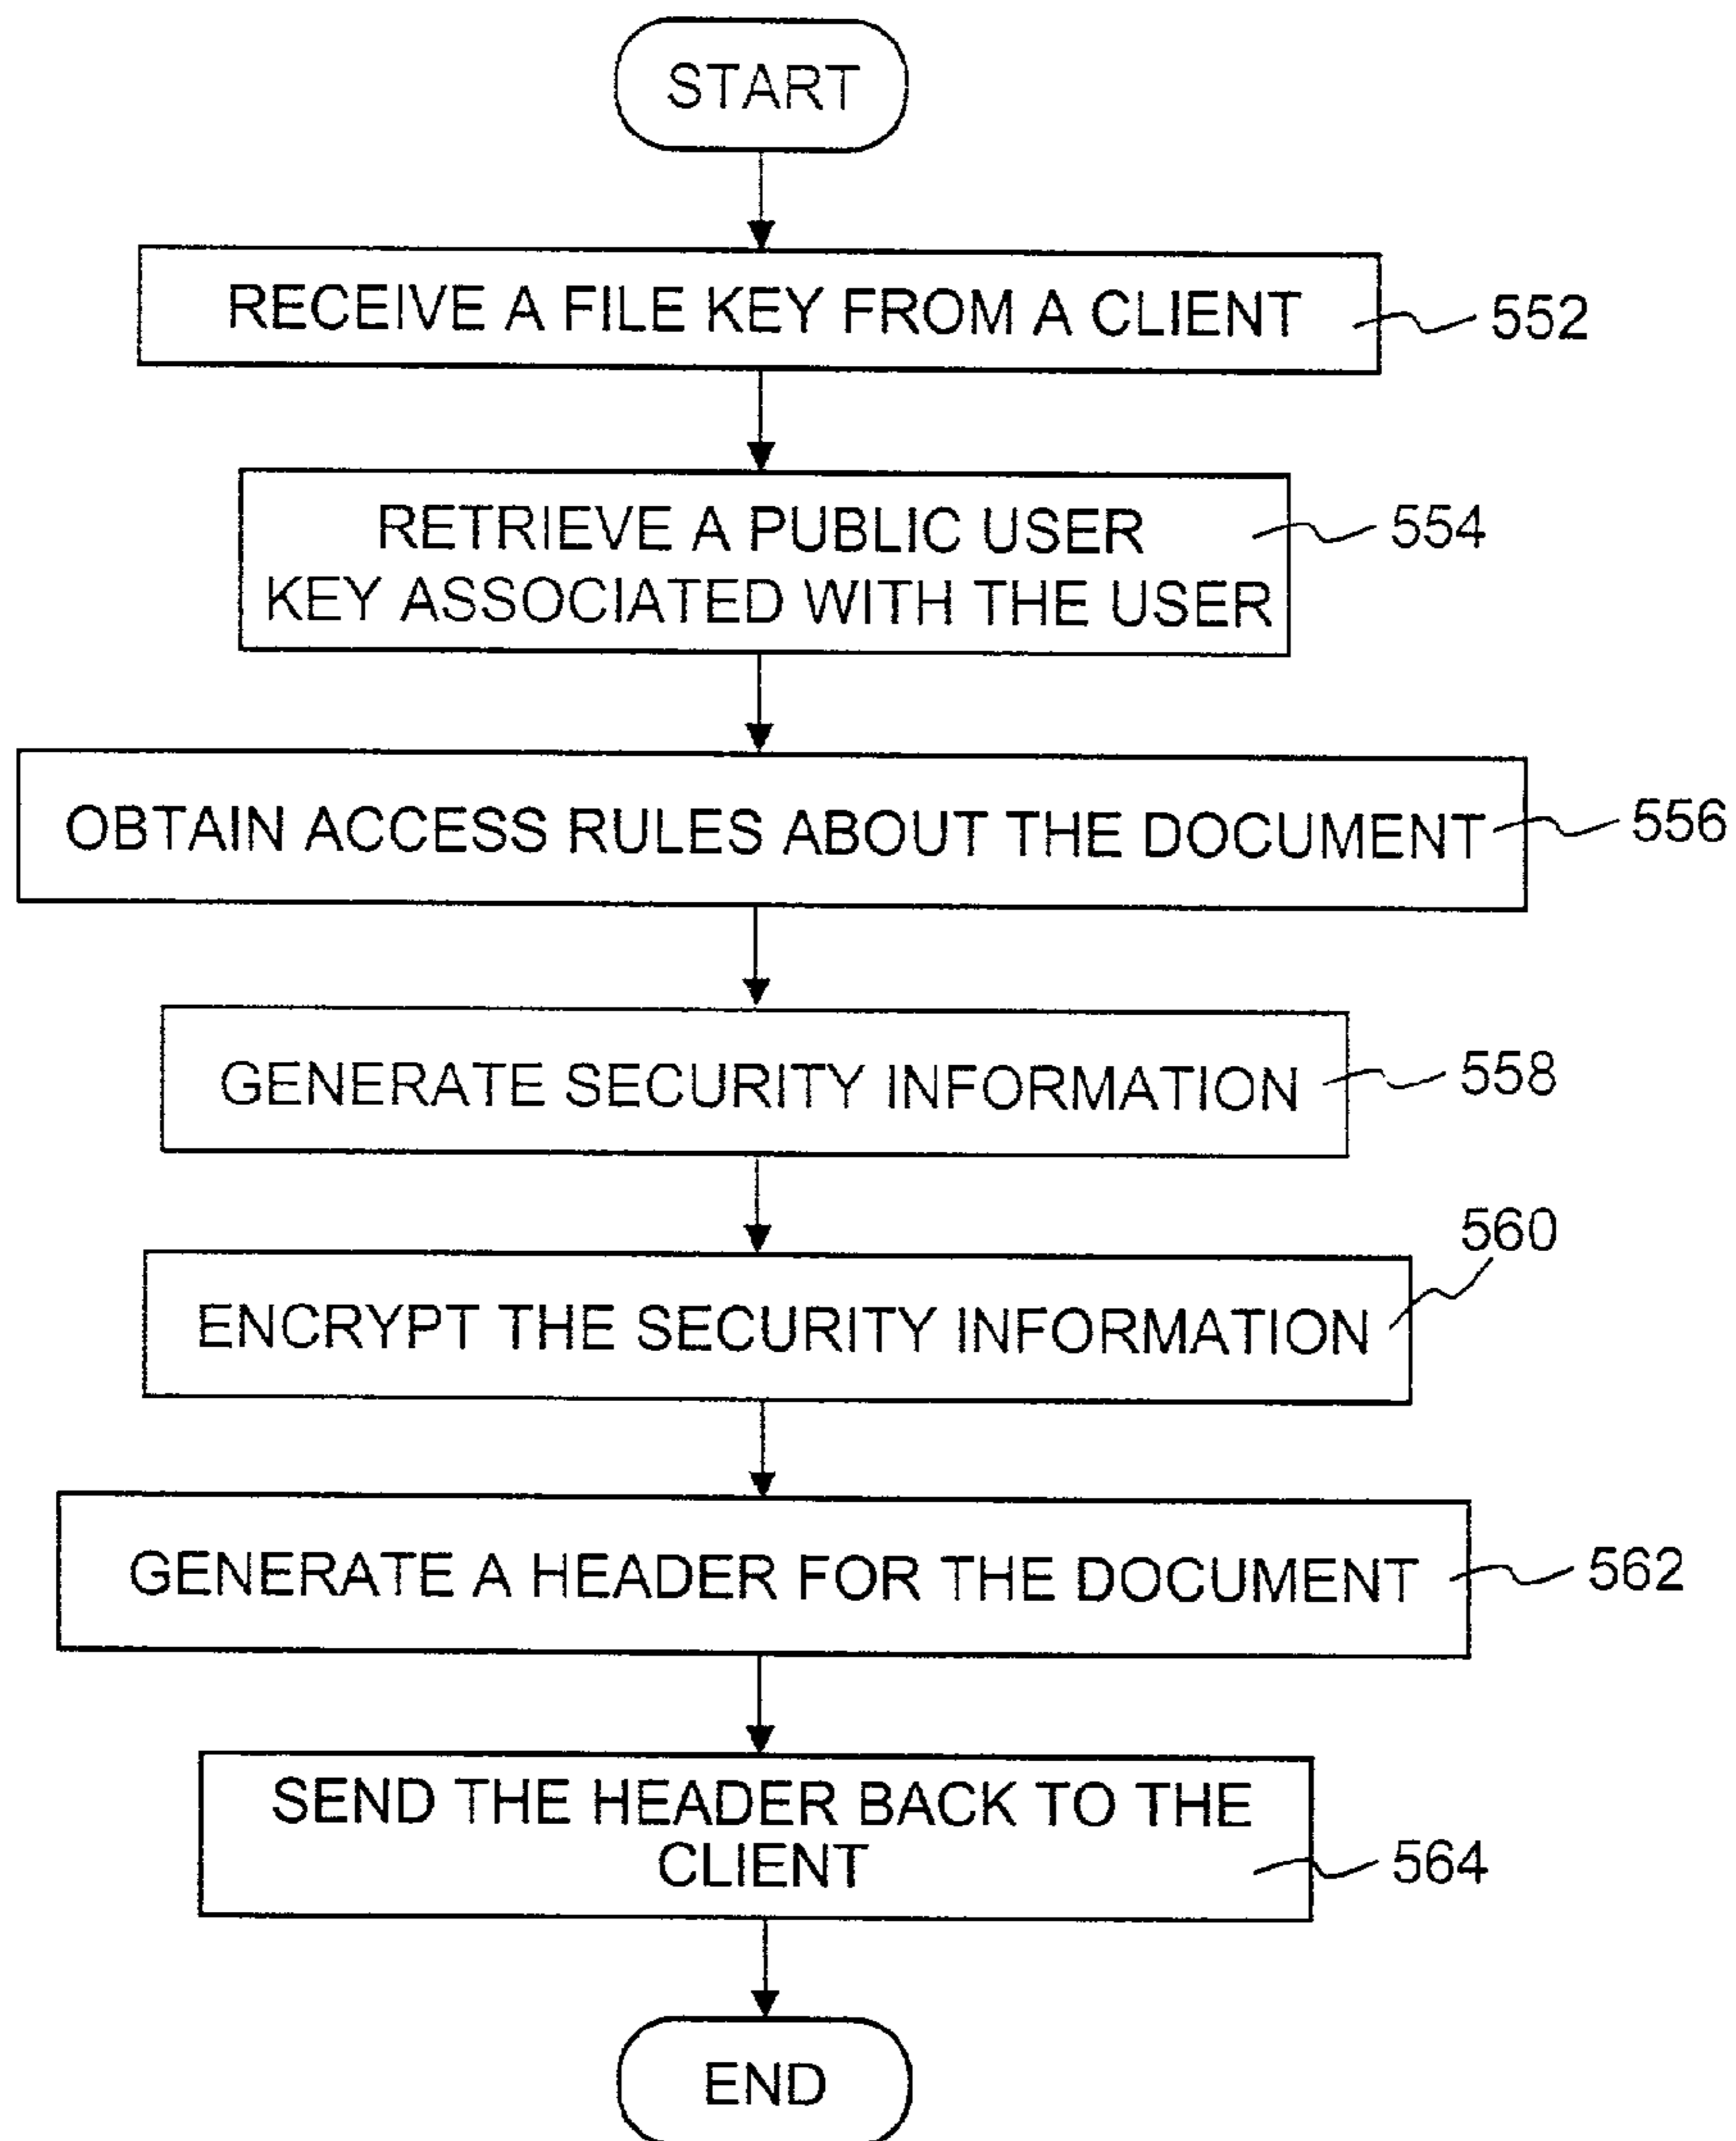 START
RECEIVE A FILE KEY FROM A CLIENT
552
RETRIEVE A PUBLIC USER
KEY ASSOCIATED WITH THE USER
554
OBTAIN ACCESS RULES ABOUT THE DOCUMENT
556
GENERATE SECURITY INFORMATION
558
ENCRYPT THE SECURITY INFORMATION
560
GENERATE A HEADER FOR THE DOCUMENT
562
SEND THE HEADER BACK TO THE
CLIENT
564
END